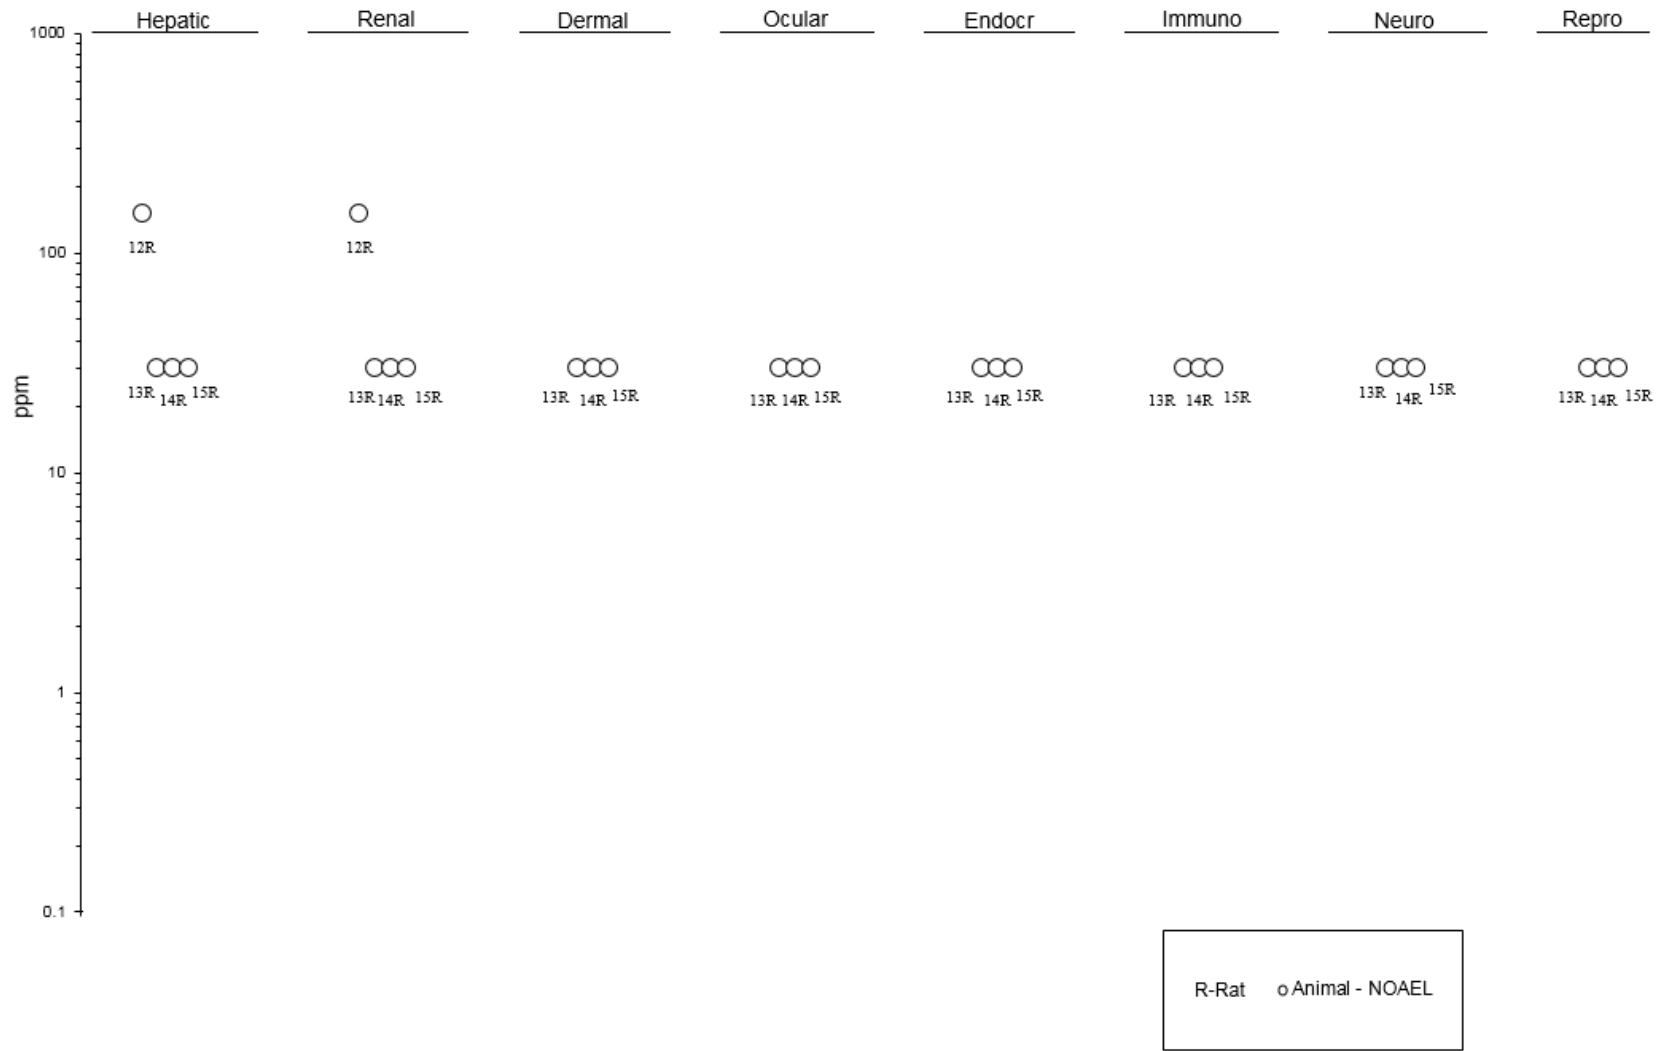 Hepatic Renal Dermal Ocular Endocr Immuno Neuro Repro
1000
12R 12R
100
ppm
13R 14R 15R 13R 14R 15R 13R 14R 15R 13R 14R 15R 13R 14R 15R 13R 14R 15R 13R 14R 15R 13R 14R 15R
10
1
0.1
R-Rat o Animal - NOAEL